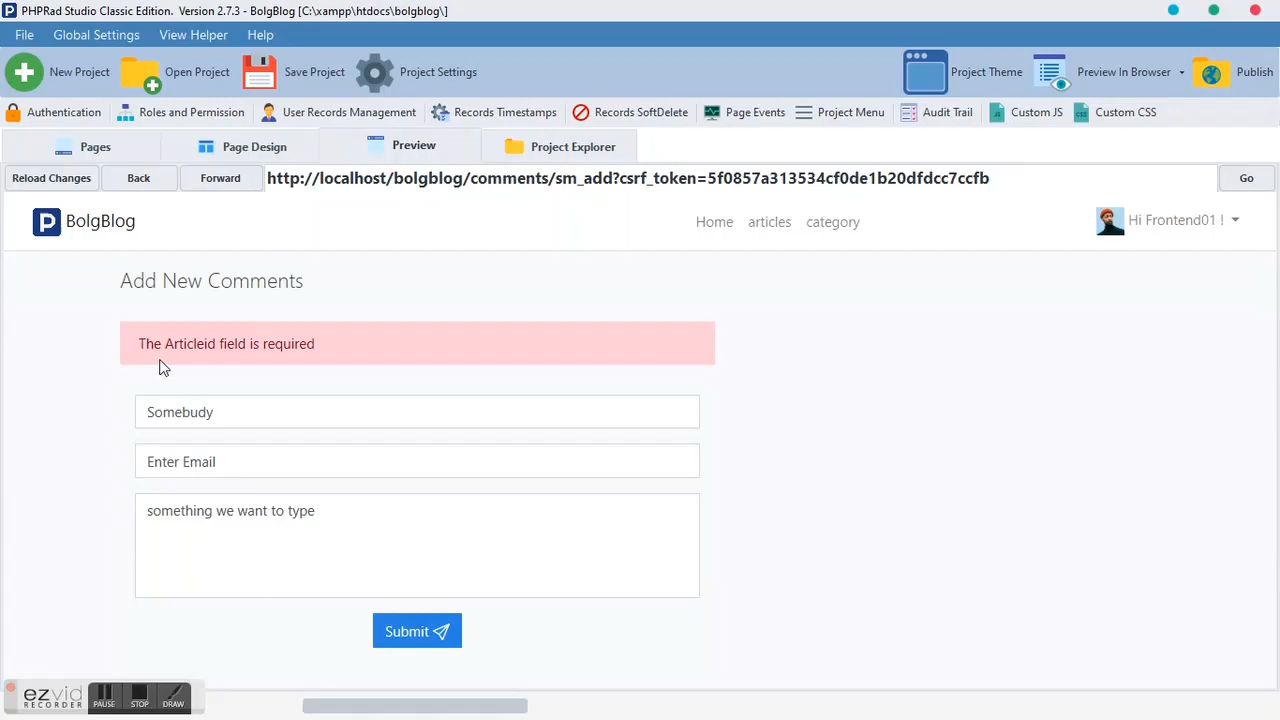 PHPRad Studio Classic Edition. Version 2.7.3 - BolgBlog [C:\xampp\htdocs\bolgblog\]
File Global Settings View Helper Help
New Project Open Project Save Project Project Settings Project Theme Preview In Browser Publish
Authentication Roles and Permission User Records Management Records Timestamps Records SoftDelete Page Events Project Menu Audit Trail Custom JS Custom CSS
Pages Page Design Preview Project Explorer
Reload Changes Back Forward http://localhost/bolgblog/comments/sm_add?csrf_token=5f0857a313534cf0de1b20dfdcc7ccfb Go
P BolgBlog Home articles category Hi Frontend01 !
Add New Comments
The Articleid field is required
Somebudy
Enter Email
something we want to type
Submit
ezvid
RECORDER PAUSE STOP DRAW